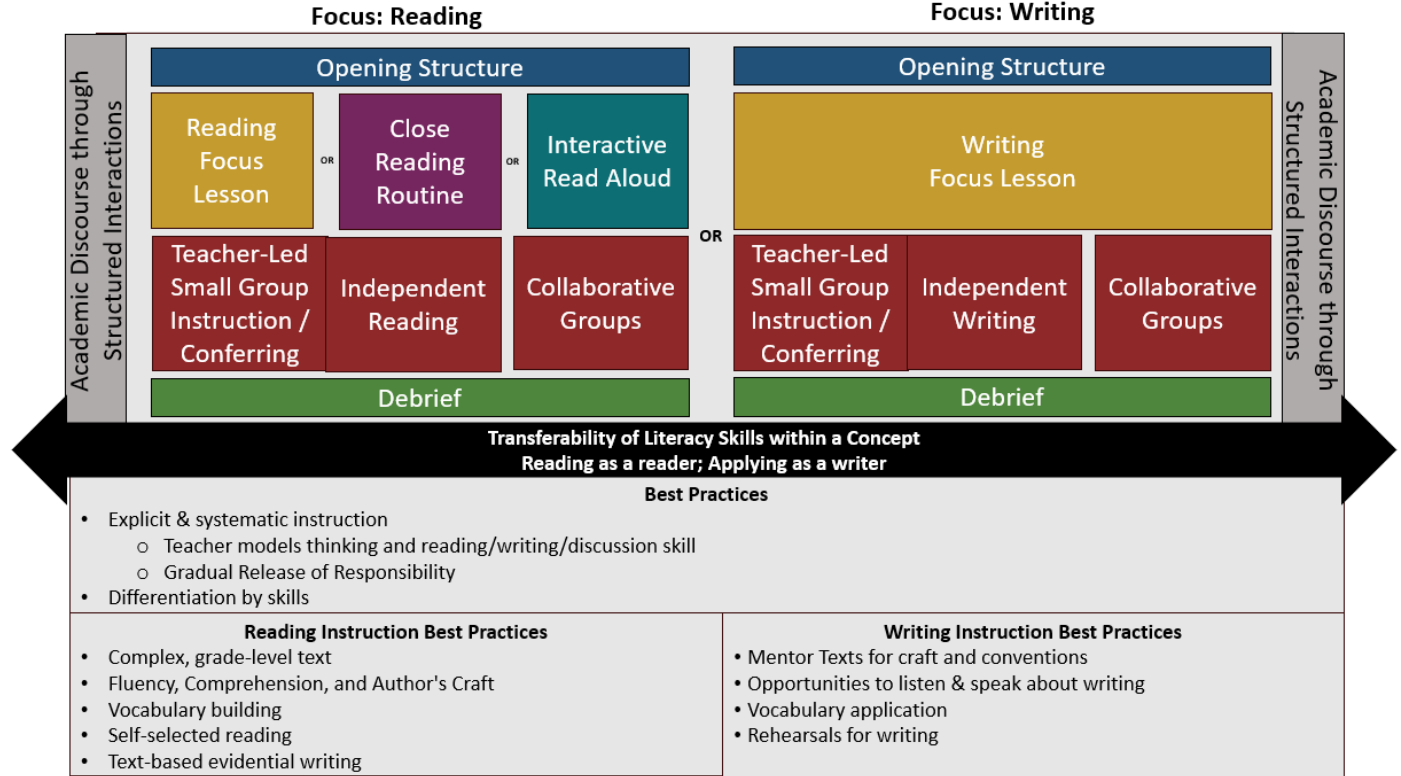 Focus: Reading
Focus: Writing
Academic Discourse through
Structured Interactions
Opening Structure
Reading
Focus
Lesson
OR
Close
Reading
Routine
OR
Interactive
Read Aloud
Teacher-Led
Small Group
Instruction /
Conferring
Independent
Reading
Collaborative
Groups
Debrief
OR
Opening Structure
Writing
Focus Lesson
Teacher-Led
Small Group
Instruction /
Conferring
Independent
Writing
Collaborative
Groups
Debrief
Academic Discourse through
Structured Interactions
Transferability of Literacy Skills within a Concept
Reading as a reader; Applying as a writer
Best Practices
• Explicit & systematic instruction
o Teacher models thinking and reading/writing/discussion skill
o Gradual Release of Responsibility
• Differentiation by skills
Reading Instruction Best Practices
• Complex, grade-level text
• Fluency, Comprehension, and Author's Craft
• Vocabulary building
• Self-selected reading
• Text-based evidential writing
Writing Instruction Best Practices
• Mentor Texts for craft and conventions
• Opportunities to listen & speak about writing
• Vocabulary application
• Rehearsals for writing